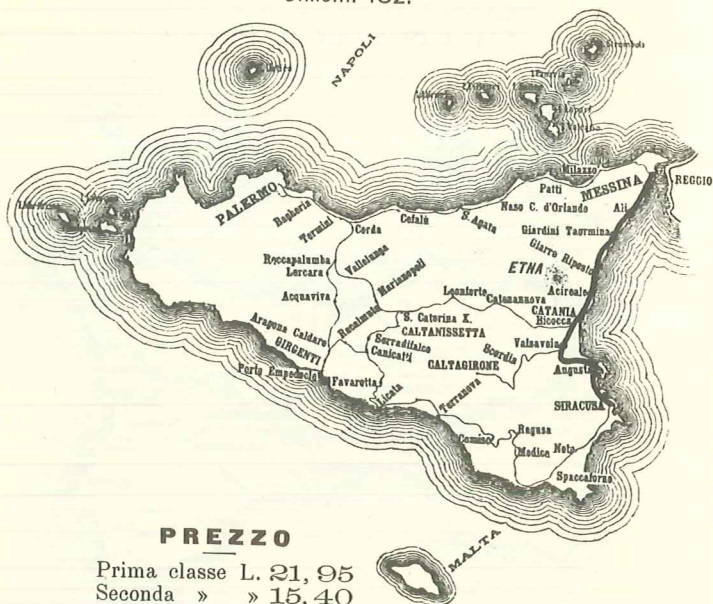 NAPOLI
Stromboli
Milazzo
MESSINA
REGGIO
Patti
Naso C. d'Orlando
Alì
S. Agata
Cefalù
PALERMO
Bagheria
Termini
Cerda
Giardini Taormina
Giarre Riposto
ETNA
Roccapalumba
Lercara
Vallelunga
Marianopoli
Acquaviva
Leonforte
Catenanuova
Acireale
CATANIA
Bicocca
S. Caterina X.
CALTANISSETTA
Aragona Caldare
Racalmuto
GIRGENTI
Serradifalco
Canicatti
Valsavoia
Scordia
CALTAGIRONE
Augusta
Porto Empedocle
Favarotta
Licata
Terranova
SIRACUSA
Comiso
Ragusa
Modica
Noto
Spaccaforno
MALTA
PREZZO
Prima classe L. 21,95
Seconda » » 15,40